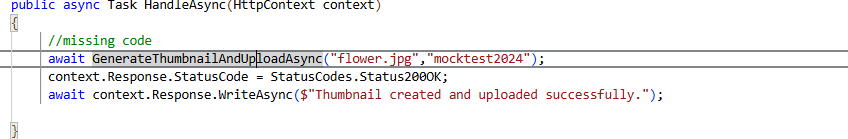 public async Task HandleAsync(HttpContext context)
{
//missing code
await GenerateThumbnailAndUploadAsync("flower.jpg","mocktest2024");
context.Response.StatusCode = StatusCodes.Status200OK;
await context.Response.WriteAsync($"Thumbnail created and uploaded successfully.");
}